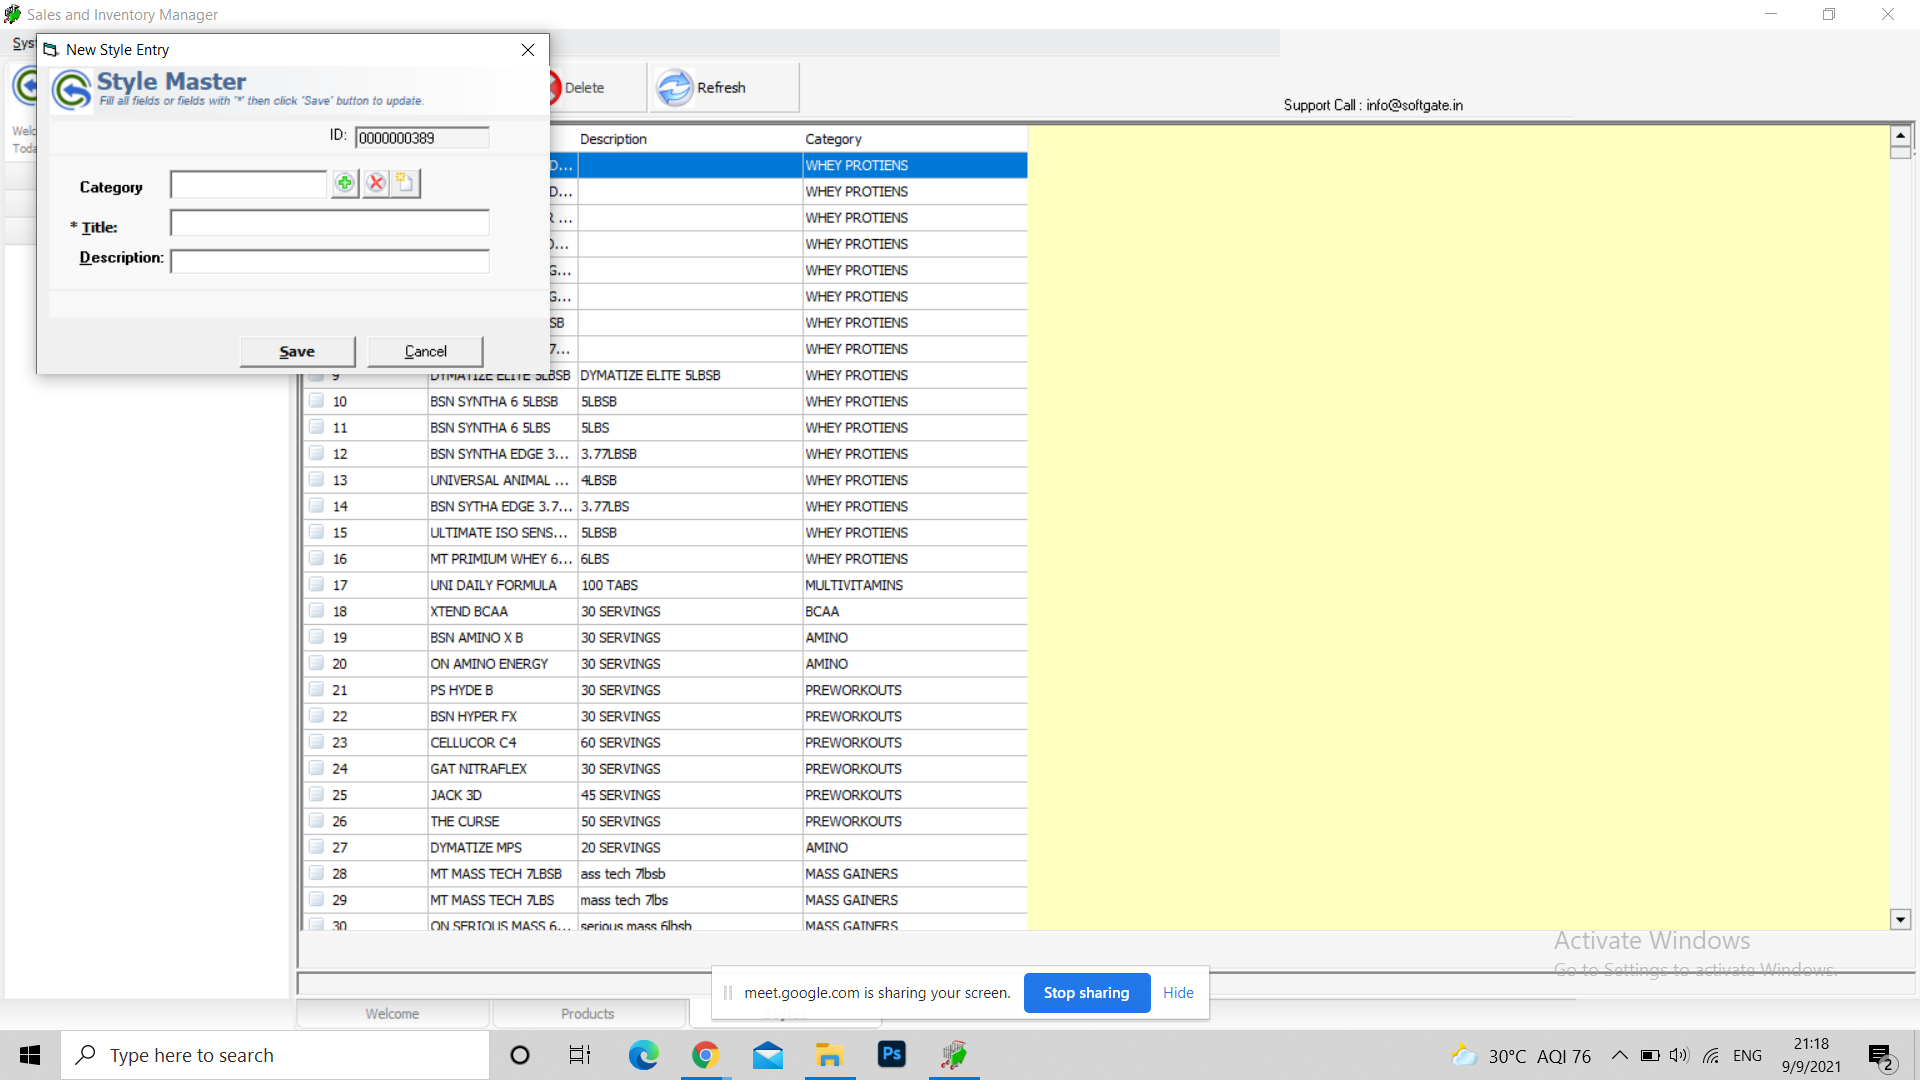 Sales and Inventory Manager
Syst
New Style Entry
Style Master
Fill all fields or fields with '*' then click 'Save' button to update.
Delete
Refresh
Support Call : info@softgate.in
Welc
Toda
ID: 0000000389
Category
* Title:
Description:
Save
Cancel
Description Category
D... WHEY PROTIENS
D... WHEY PROTIENS
R ... WHEY PROTIENS
D... WHEY PROTIENS
G... WHEY PROTIENS
G... WHEY PROTIENS
SB WHEY PROTIENS
7... WHEY PROTIENS
9 DYMATIZE ELITE 5LBSB DYMATIZE ELITE 5LBSB WHEY PROTIENS
10 BSN SYNTHA 6 5LBSB 5LBSB WHEY PROTIENS
11 BSN SYNTHA 6 5LBS 5LBS WHEY PROTIENS
12 BSN SYNTHA EDGE 3... 3.77LBSB WHEY PROTIENS
13 UNIVERSAL ANIMAL ... 4LBSB WHEY PROTIENS
14 BSN SYTHA EDGE 3.7... 3.77LBS WHEY PROTIENS
15 ULTIMATE ISO SENS... 5LBSB WHEY PROTIENS
16 MT PRIMIUM WHEY 6... 6LBS WHEY PROTIENS
17 UNI DAILY FORMULA 100 TABS MULTIVITAMINS
18 XTEND BCAA 30 SERVINGS BCAA
19 BSN AMINO X B 30 SERVINGS AMINO
20 ON AMINO ENERGY 30 SERVINGS AMINO
21 PS HYDE B 30 SERVINGS PREWORKOUTS
22 BSN HYPER FX 30 SERVINGS PREWORKOUTS
23 CELLUCOR C4 60 SERVINGS PREWORKOUTS
24 GAT NITRAFLEX 30 SERVINGS PREWORKOUTS
25 JACK 3D 45 SERVINGS PREWORKOUTS
26 THE CURSE 50 SERVINGS PREWORKOUTS
27 DYMATIZE MPS 20 SERVINGS AMINO
28 MT MASS TECH 7LBSB ass tech 7lbsb MASS GAINERS
29 MT MASS TECH 7LBS mass tech 7lbs MASS GAINERS
30 ON SERIOUS MASS 6... serious mass 6lbsb MASS GAINERS
Activate Windows
Go to Settings to activate Windows.
meet.google.com is sharing your screen. Stop sharing Hide
Welcome Products Styles
Type here to search
Ps
30°C AQI 76
ENG
21:18
9/9/2021
2